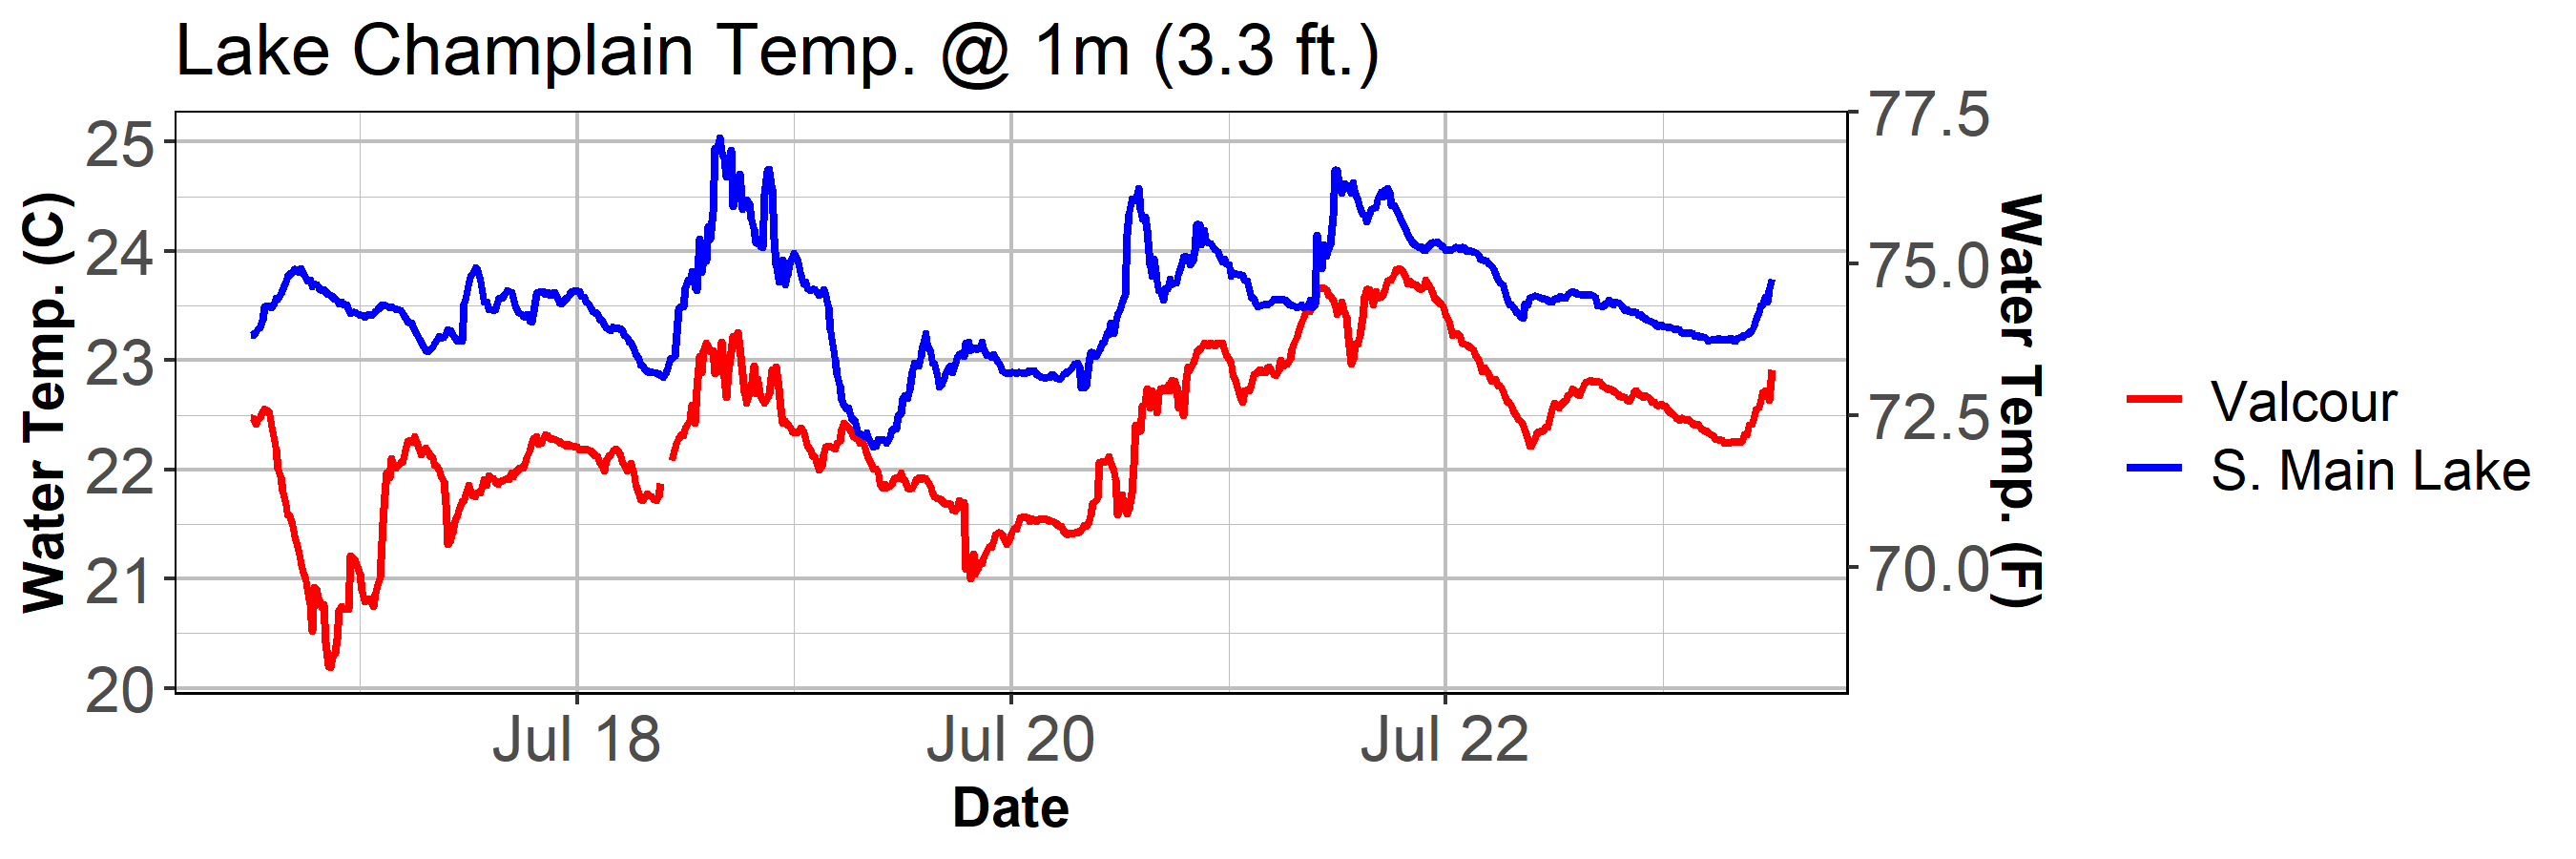 Lake Champlain Temp. @ 1m (3.3 ft.)
Water Temp. (C)
25
24
23
22
21
20
77.5
75.0
72.5
70.0
Water Temp. (F)
Jul 18
Jul 20
Jul 22
Date
Valcour
S. Main Lake